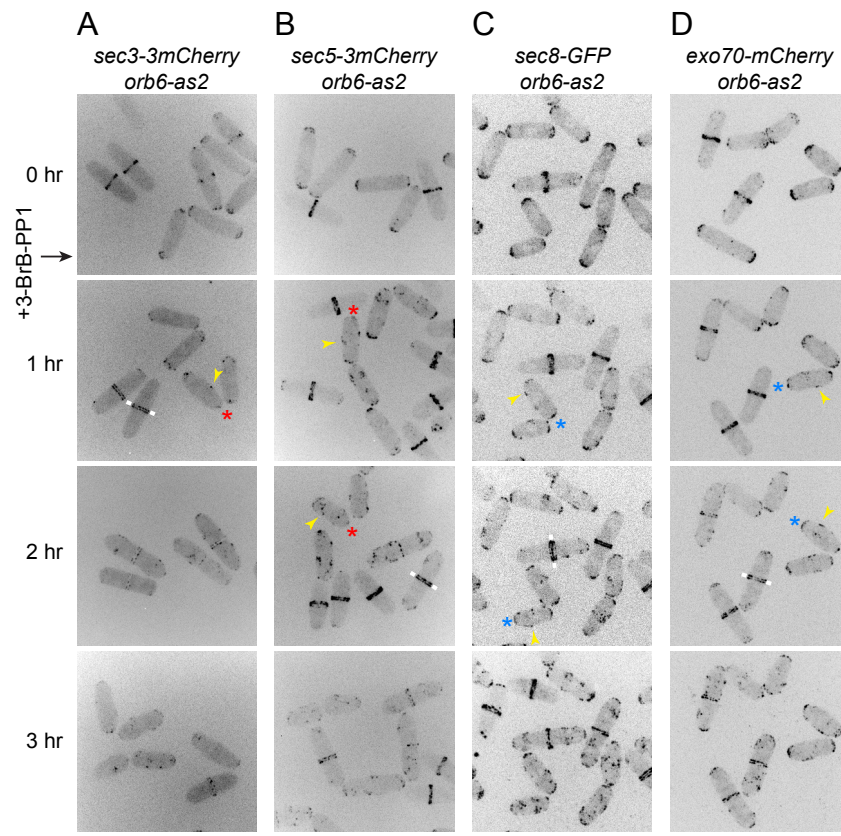 A
B
C
D
sec3-3mCherry
orb6-as2
sec5-3mCherry
orb6-as2
sec8-GFP
orb6-as2
exo70-mCherry
orb6-as2
0 hr
+3-BrB-PP1
1 hr
2 hr
3 hr